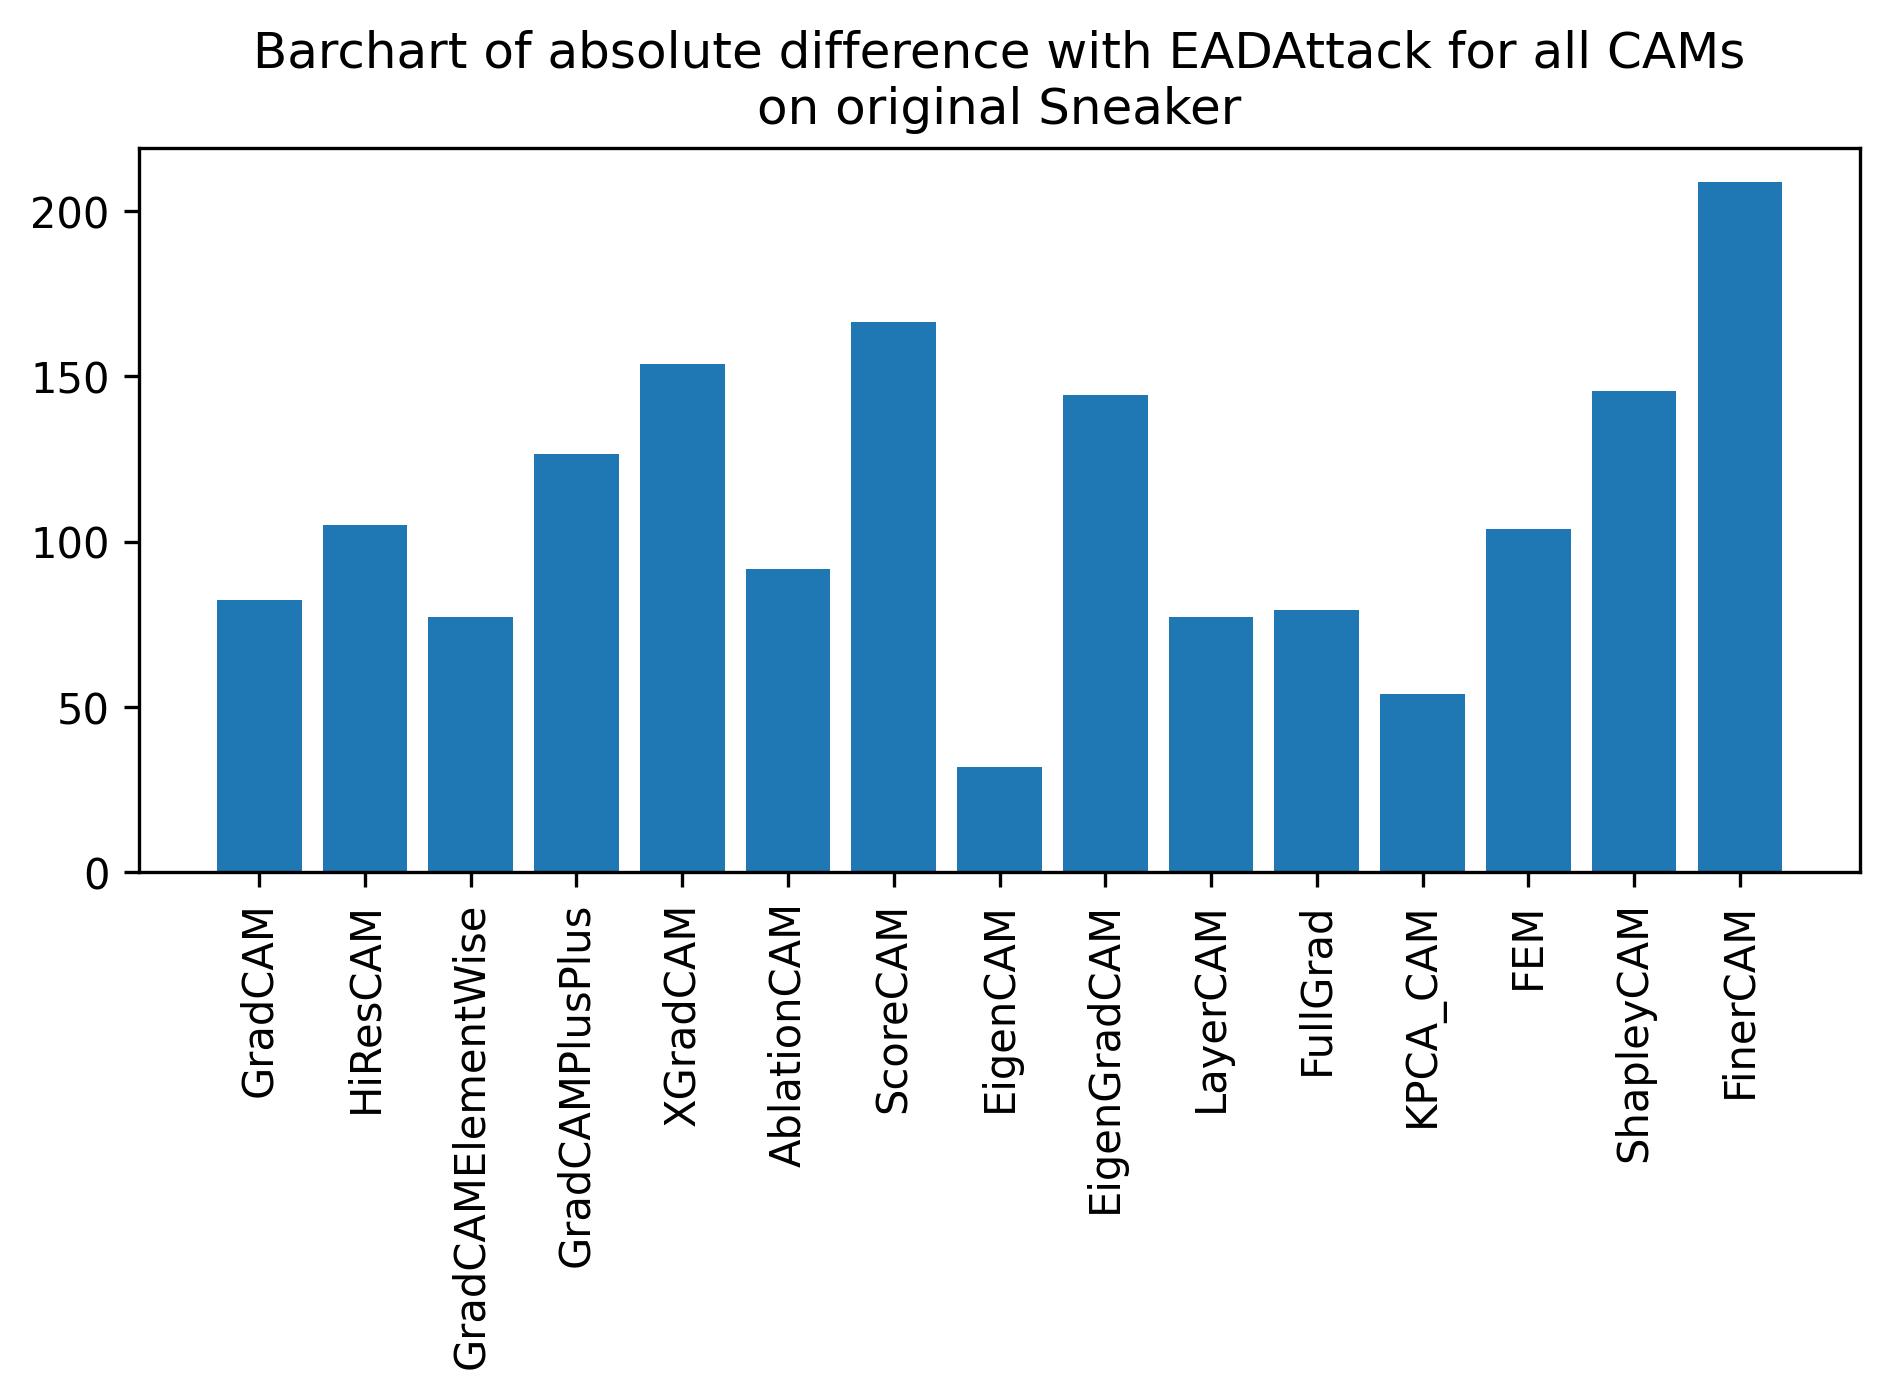 Barchart of absolute difference with EADAttack for all CAMs
on original Sneaker
200
150
100
50
0
GradCAM
HiResCAM
GradCAMElementWise
GradCAMPlusPlus
XGradCAM
AblationCAM
ScoreCAM
EigenCAM
EigenGradCAM
LayerCAM
FullGrad
KPCA_CAM
FEM
ShapleyCAM
FinerCAM